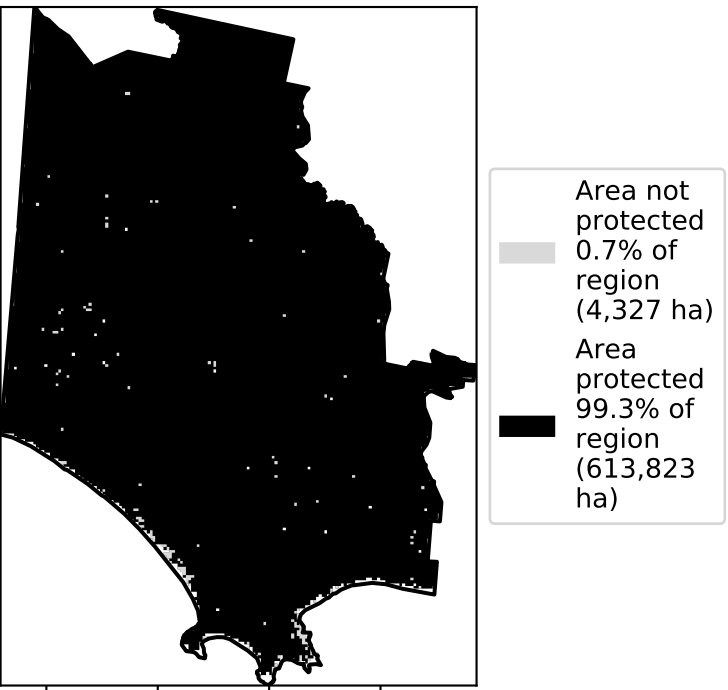 Area not
protected
0.7% of
region
(4,327 ha)
Area
protected
99.3% of
region
(613,823
ha)